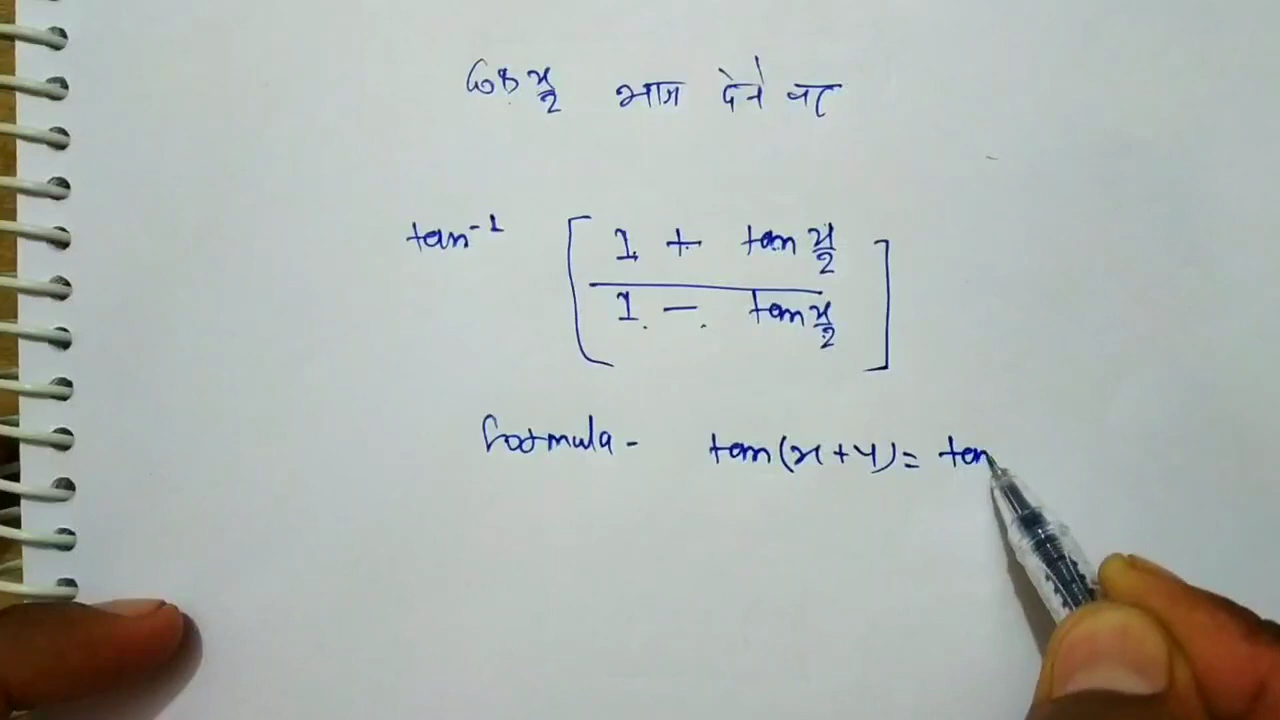 cos x/2 भाग देने पर
tan⁻¹ [ (1 + tan x/2) / (1 - tan x/2) ]
formula - tan(x+y) = tan